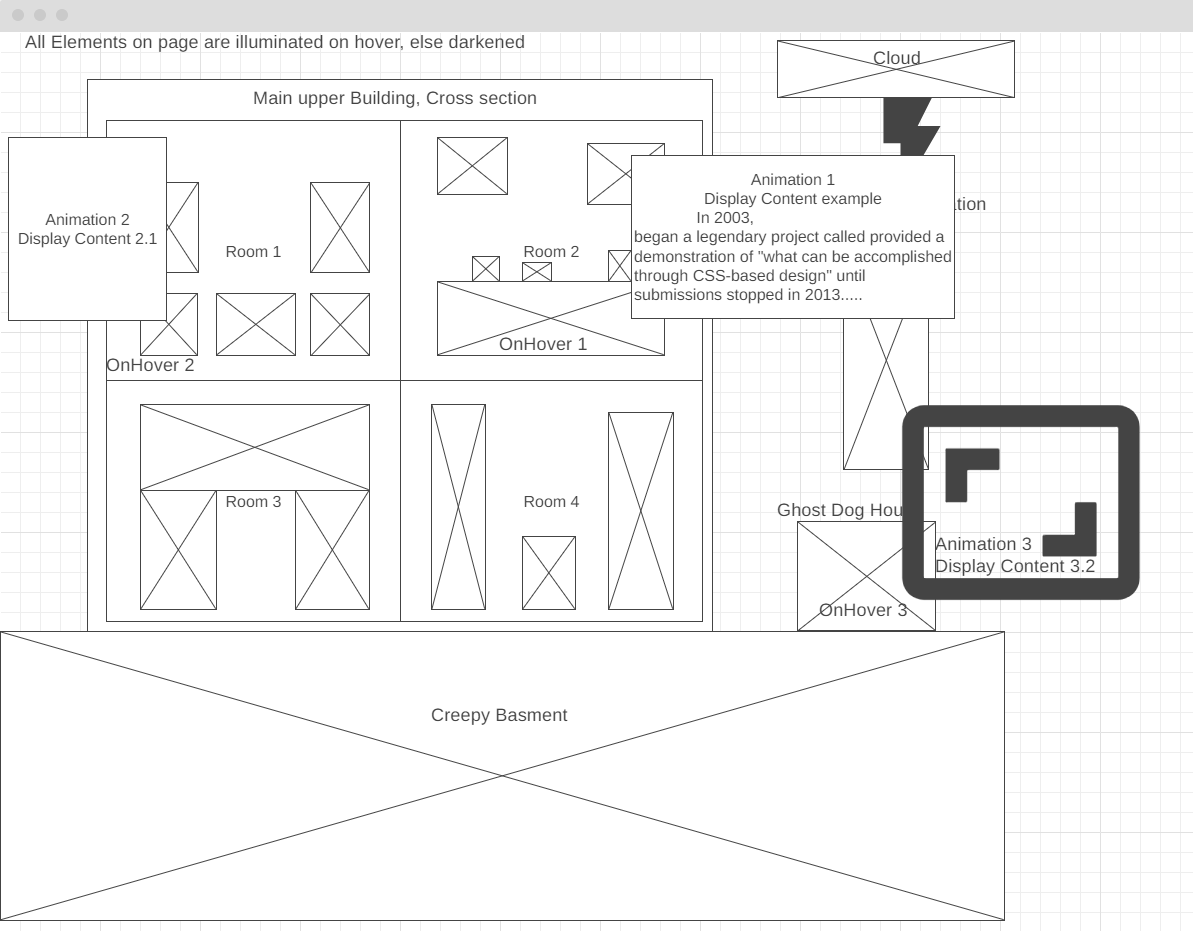 All Elements on page are illuminated on hover, else darkened
Cloud
Main upper Building, Cross section
Animation 1
Display Content example
In 2003,
began a legendary project called provided a
demonstration of "what can be accomplished
through CSS-based design" until
submissions stopped in 2013.....
Animation 2
Display Content 2.1
Room 1
Room 2
OnHover 1
OnHover 2
Room 3
Room 4
Ghost Dog Hou
Animation 3
Display Content 3.2
OnHover 3
Creepy Basment